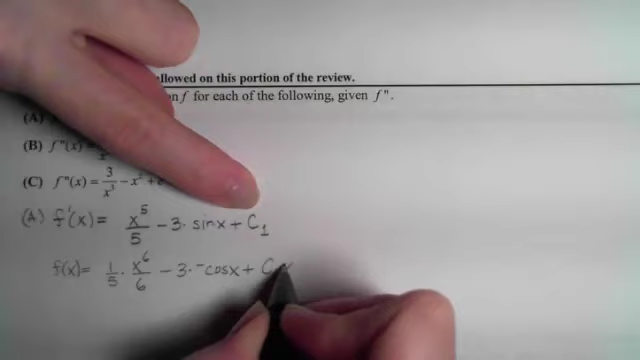 llowed on this portion of the review.
on f for each of the following, given f".
(A)
(B) f"(x) =
(C) f"(x) = 3/x³ − x² +
(A) f'(x) = x⁵/5 − 3· sinx + C₁
f(x) = 1/5 · x⁶/6 − 3· -cosx + C